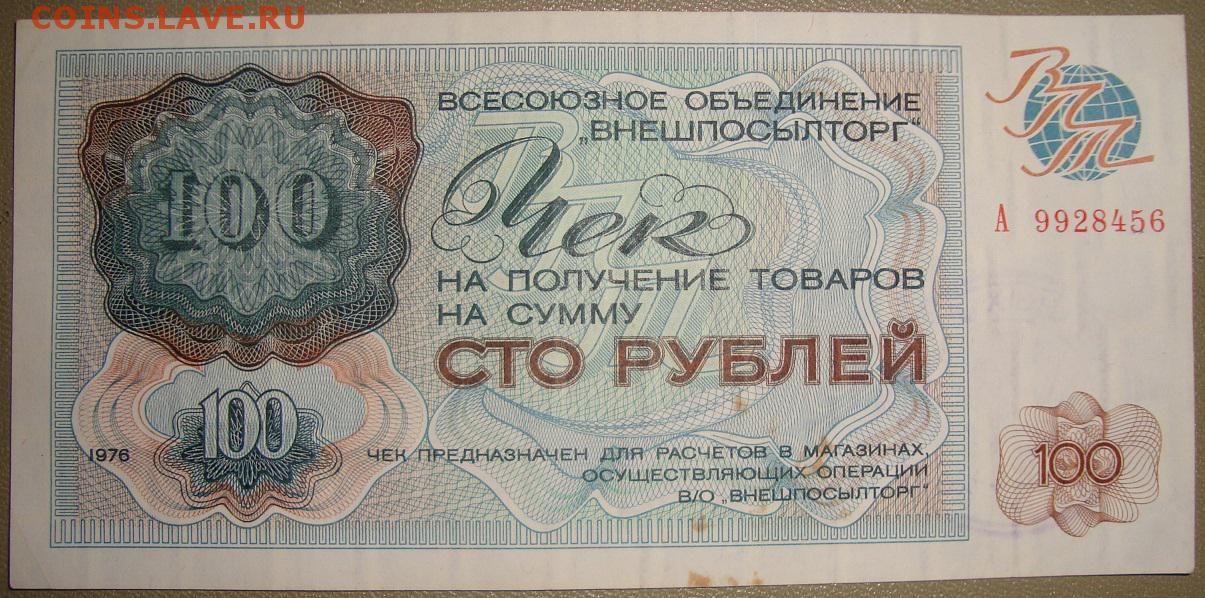 COINS.LAVE.RU
ВСЕСОЮЗНОЕ ОБЪЕДИНЕНИЕ
„ВНЕШПОСЫЛТОРГ“
ВПТ
А 9928456
100
Чек
НА ПОЛУЧЕНИЕ ТОВАРОВ
НА СУММУ
СТО РУБЛЕЙ
100
1976
ЧЕК ПРЕДНАЗНАЧЕН ДЛЯ РАСЧЕТОВ В МАГАЗИНАХ,
ОСУЩЕСТВЛЯЮЩИХ ОПЕРАЦИИ
В/О „ВНЕШПОСЫЛТОРГ“
100